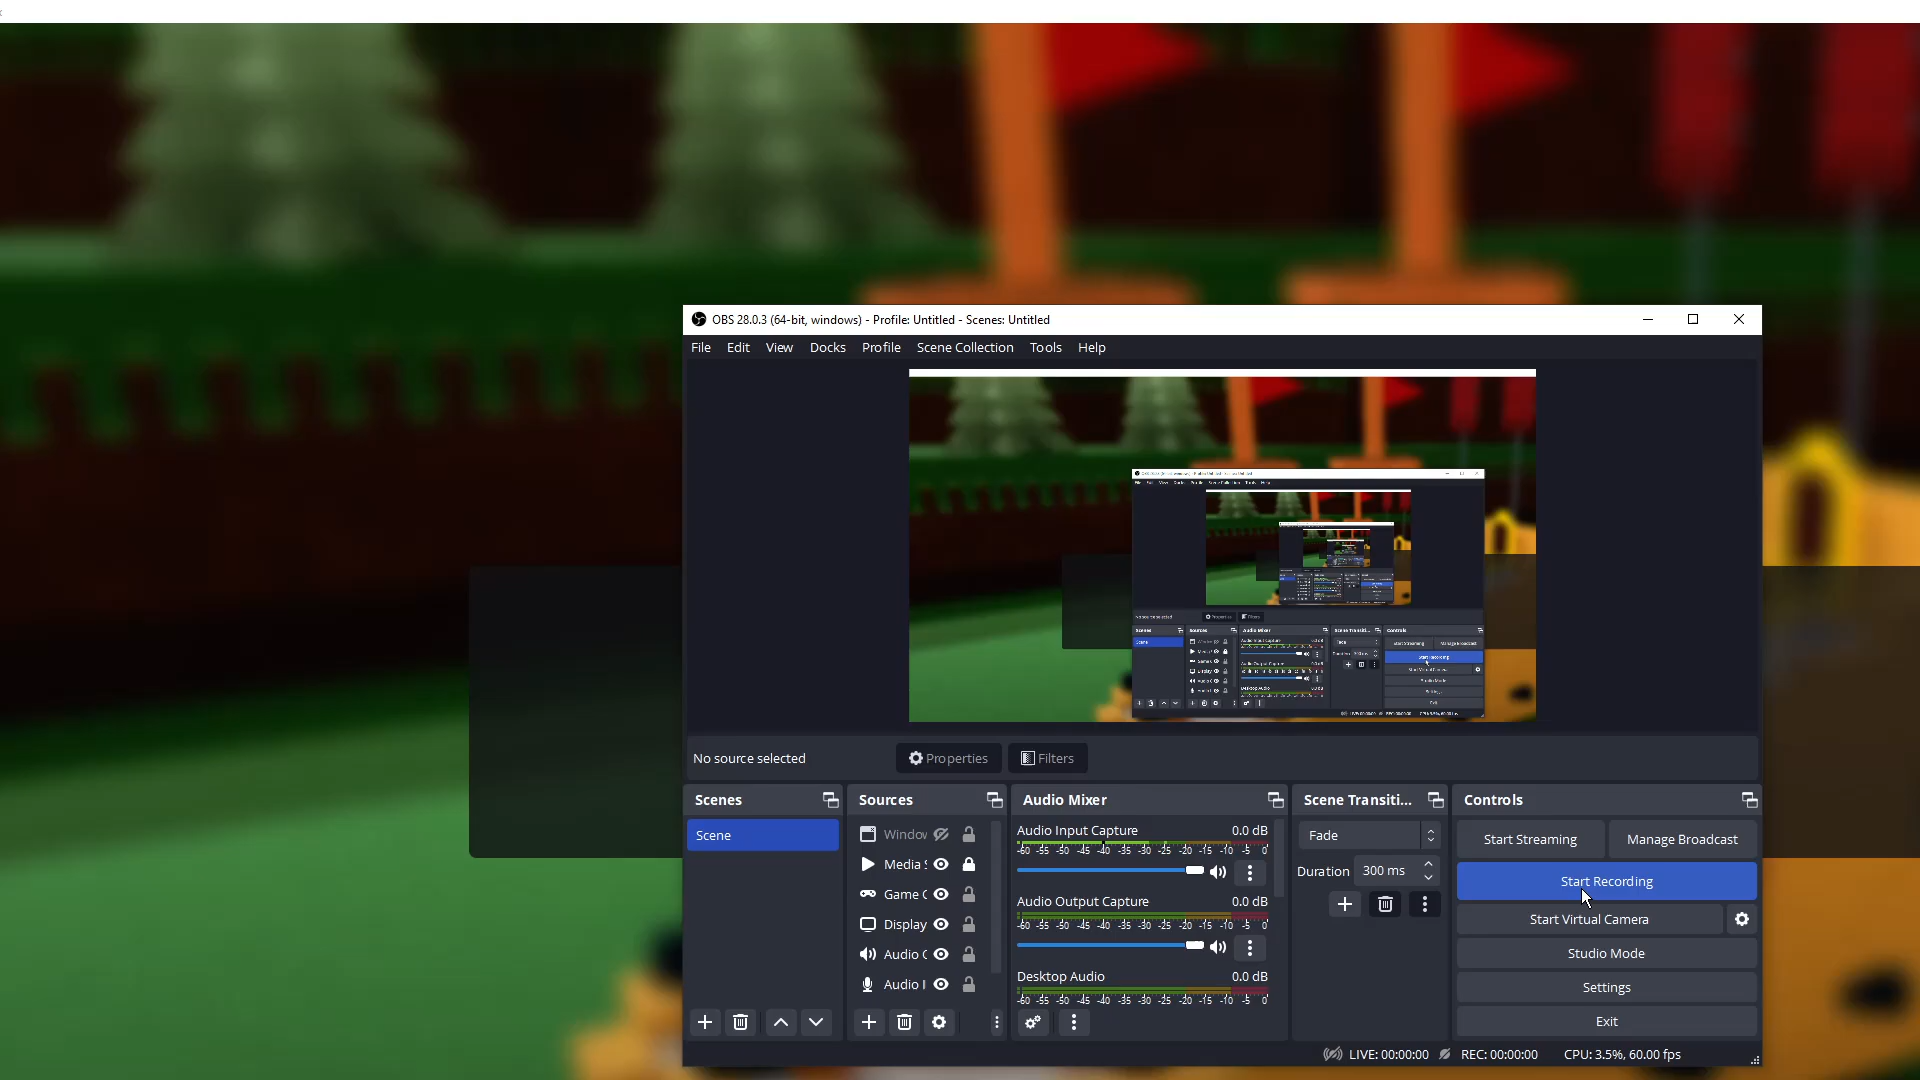 OBS 28.0.3 (64-bit, windows) - Profile: Untitled - Scenes: Untitled
File Edit View Docks Profile Scene Collection Tools Help
No source selected Properties Filters
Scenes
Scene
Sources
Windov
Media S
Game C
Display
Audio C
Audio I
Audio Mixer
Audio Input Capture 0.0 dB
-60 -55 -50 -45 -40 -35 -30 -25 -20 -15 -10 -5 0
Audio Output Capture 0.0 dB
-60 -55 -50 -45 -40 -35 -30 -25 -20 -15 -10 -5 0
Desktop Audio 0.0 dB
-60 -55 -50 -45 -40 -35 -30 -25 -20 -15 -10 -5 0
Scene Transiti...
Fade
Duration 300 ms
Controls
Start Streaming Manage Broadcast
Start Recording
Start Virtual Camera
Studio Mode
Settings
Exit
LIVE: 00:00:00 REC: 00:00:00 CPU: 3.5%, 60.00 fps